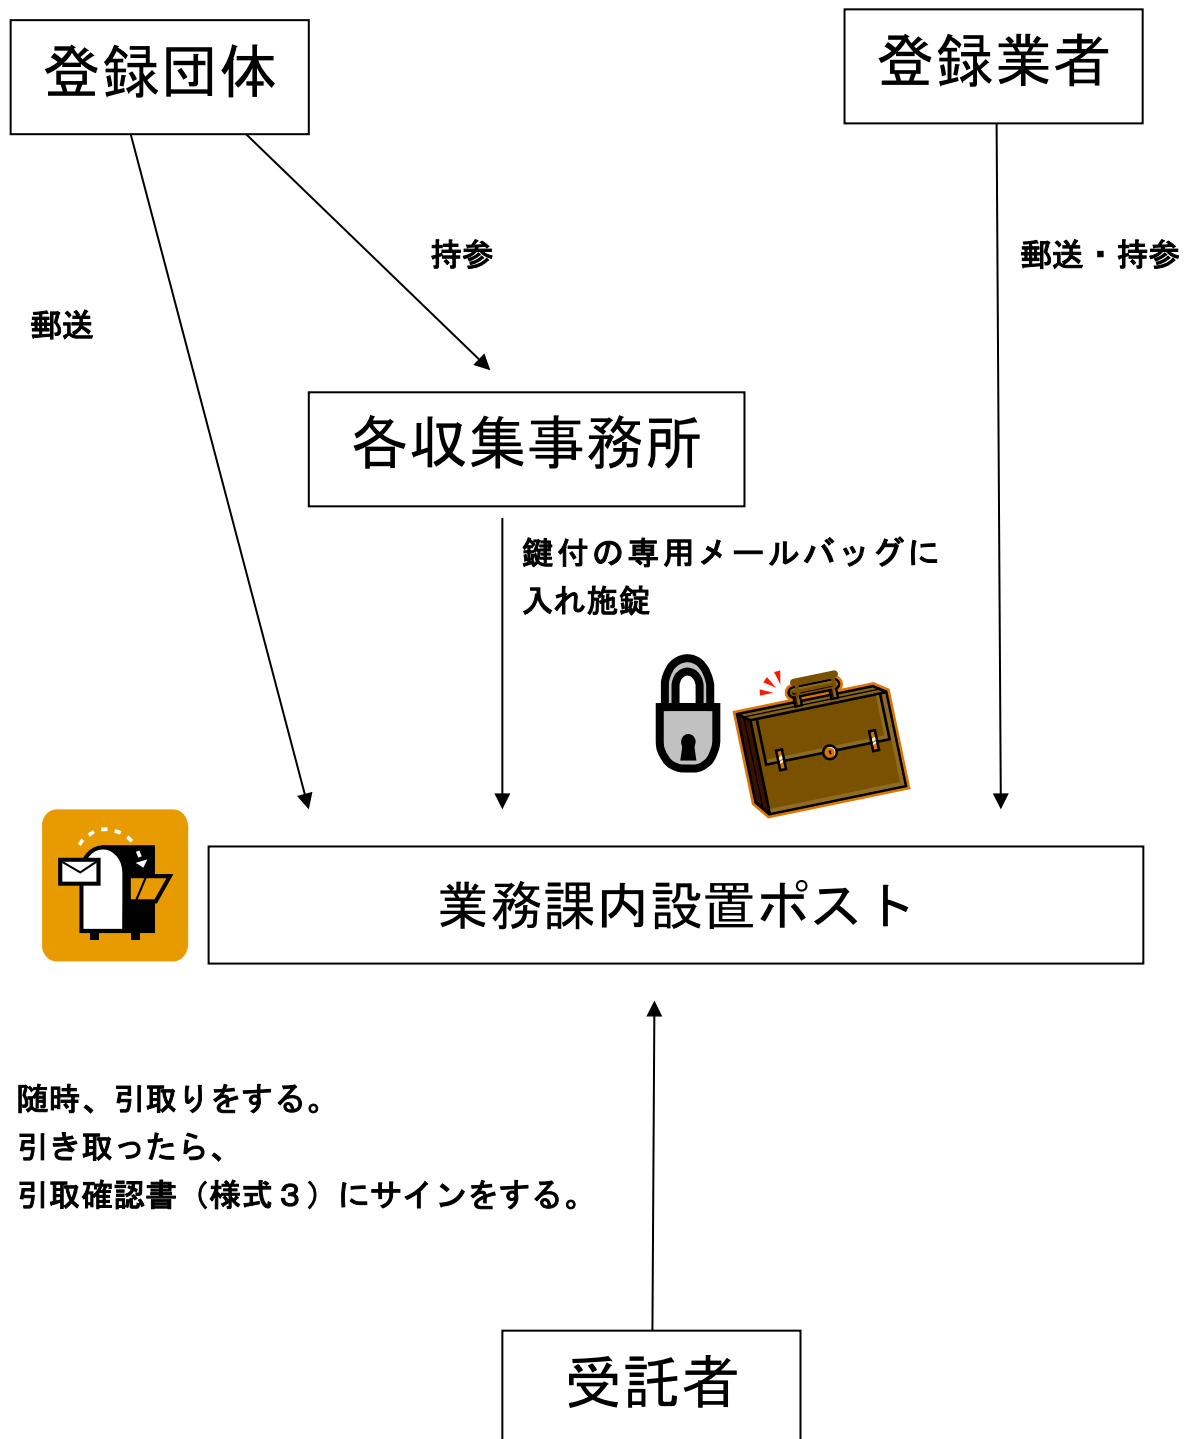 登録団体
登録業者
持参
郵送・持参
郵送
各収集事務所
鍵付の専用メールバッグに
入れ施錠
業務課内設置ポスト
随時、引取りをする。
引き取ったら、
引取確認書（様式３）にサインをする。
受託者